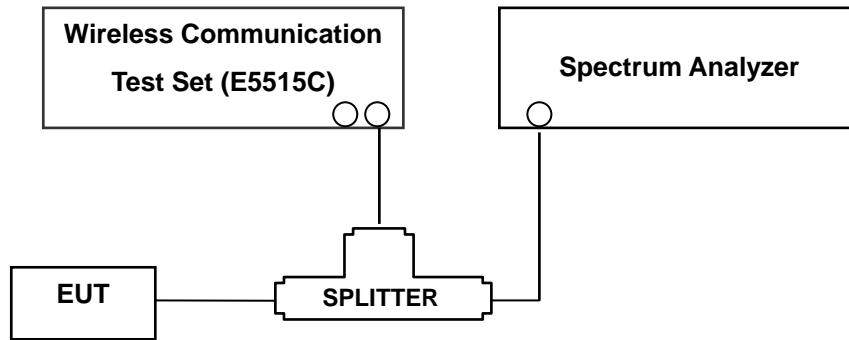 Wireless Communication
Test Set (E5515C)
Spectrum Analyzer
EUT
SPLITTER